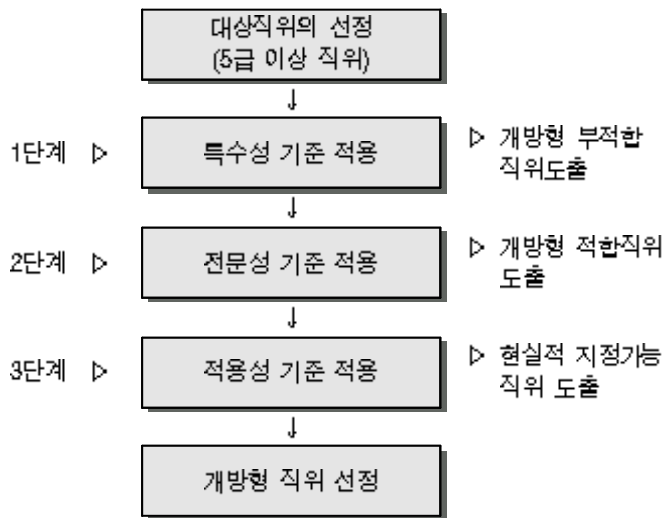 대상직위의 선정
(5급 이상 직위)
↓
1단계 ▷ 특수성 기준 적용 ▷ 개방형 부적합
직위도출
↓
2단계 ▷ 전문성 기준 적용 ▷ 개방형 적합직위
도출
↓
3단계 ▷ 적용성 기준 적용 ▷ 현실적 지정가능
직위 도출
↓
개방형 직위 선정